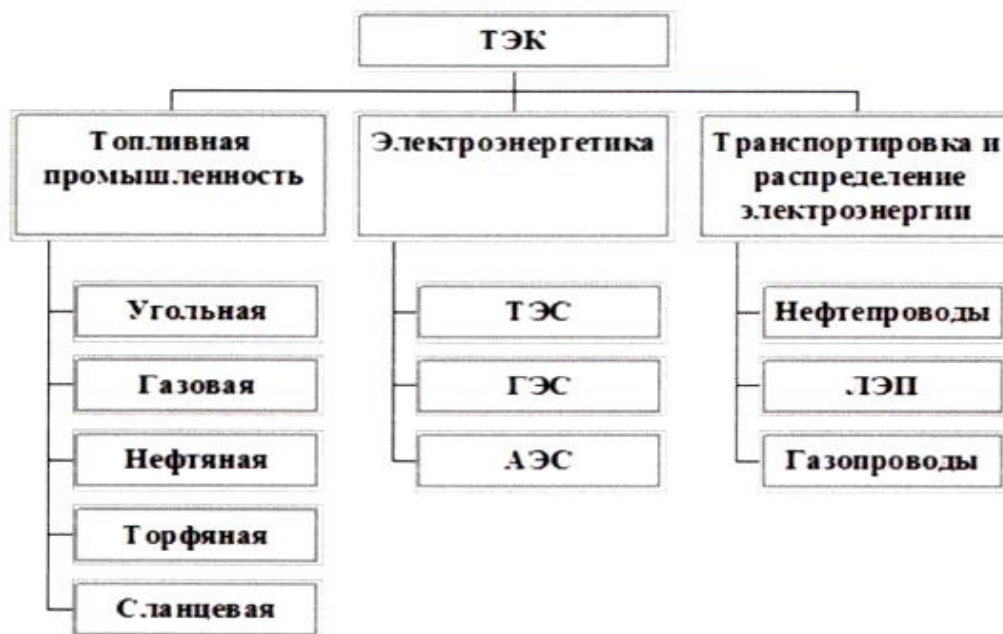 ТЭК
Топливная
промышленность
Электроэнергетика
Транспортировка и
распределение
электроэнергии
Угольная
Газовая
Нефтяная
Торфяная
Сланцевая
ТЭС
ГЭС
АЭС
Нефтепроводы
ЛЭП
Газопроводы